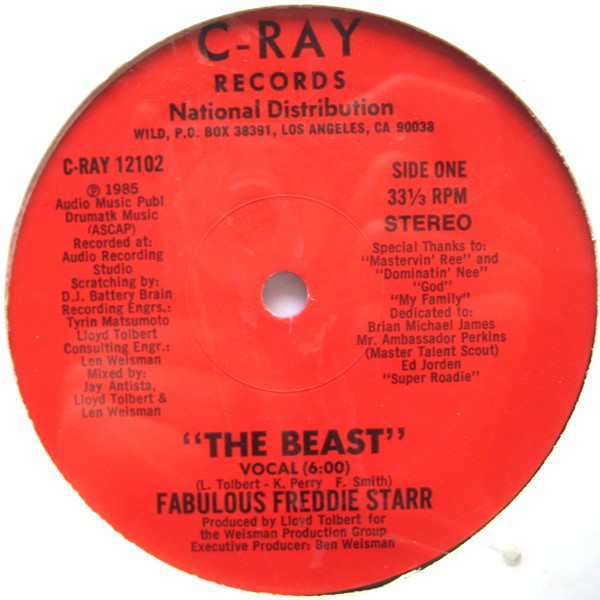 C-RAY
RECORDS
National Distribution
WILD, P.O. BOX 38391, LOS ANGELES, CA 90038
C-RAY 12102
℗ 1985
Audio Music Publ
Drumatk Music
(ASCAP)
Recorded at:
Audio Recording
Studio
Scratching by:
D.J. Battery Brain
Recording Engrs.:
Tyrin Matsumoto
Lloyd Tolbert
Consulting Engr.:
Len Weisman
Mixed by:
Jay Antista,
Lloyd Tolbert &
Len Weisman
SIDE ONE
33⅓ RPM
STEREO
Special Thanks to:
"Mastervin' Ree" and
"Dominatin' Nee"
"God"
"My Family"
Dedicated to:
Brian Michael James
Mr. Ambassador Perkins
(Master Talent Scout)
Ed Jorden
"Super Roadie"
"THE BEAST"
VOCAL (6:00)
(L. Tolbert - K. Perry F. Smith)
FABULOUS FREDDIE STARR
Produced by Lloyd Tolbert for
the Weisman Production Group
Executive Producer: Ben Weisman